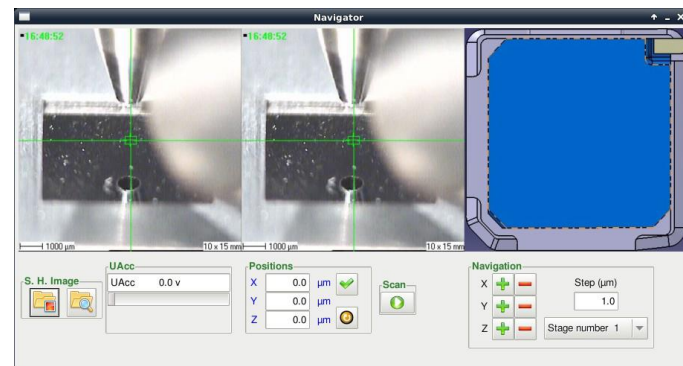 Navigator
16:48:52
16:48:52
1000 µm
10 x 15 mm
1000 µm
10 x 15 mm
S. H. Image
UAcc
UAcc 0.0 v
Positions
X 0.0 µm
Y 0.0 µm
Z 0.0 µm
Scan
Navigation
X
Y
Z
Step (µm)
1.0
Stage number 1